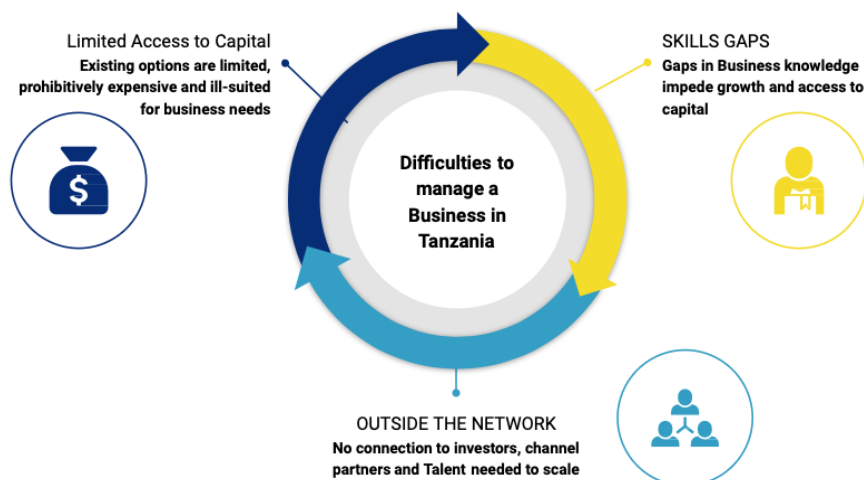 Limited Access to Capital
Existing options are limited,
prohibitively expensive and ill-suited
for business needs
$
SKILLS GAPS
Gaps in Business knowledge
impede growth and access to
capital
Difficulties to
manage a
Business in
Tanzania
OUTSIDE THE NETWORK
No connection to investors, channel
partners and Talent needed to scale